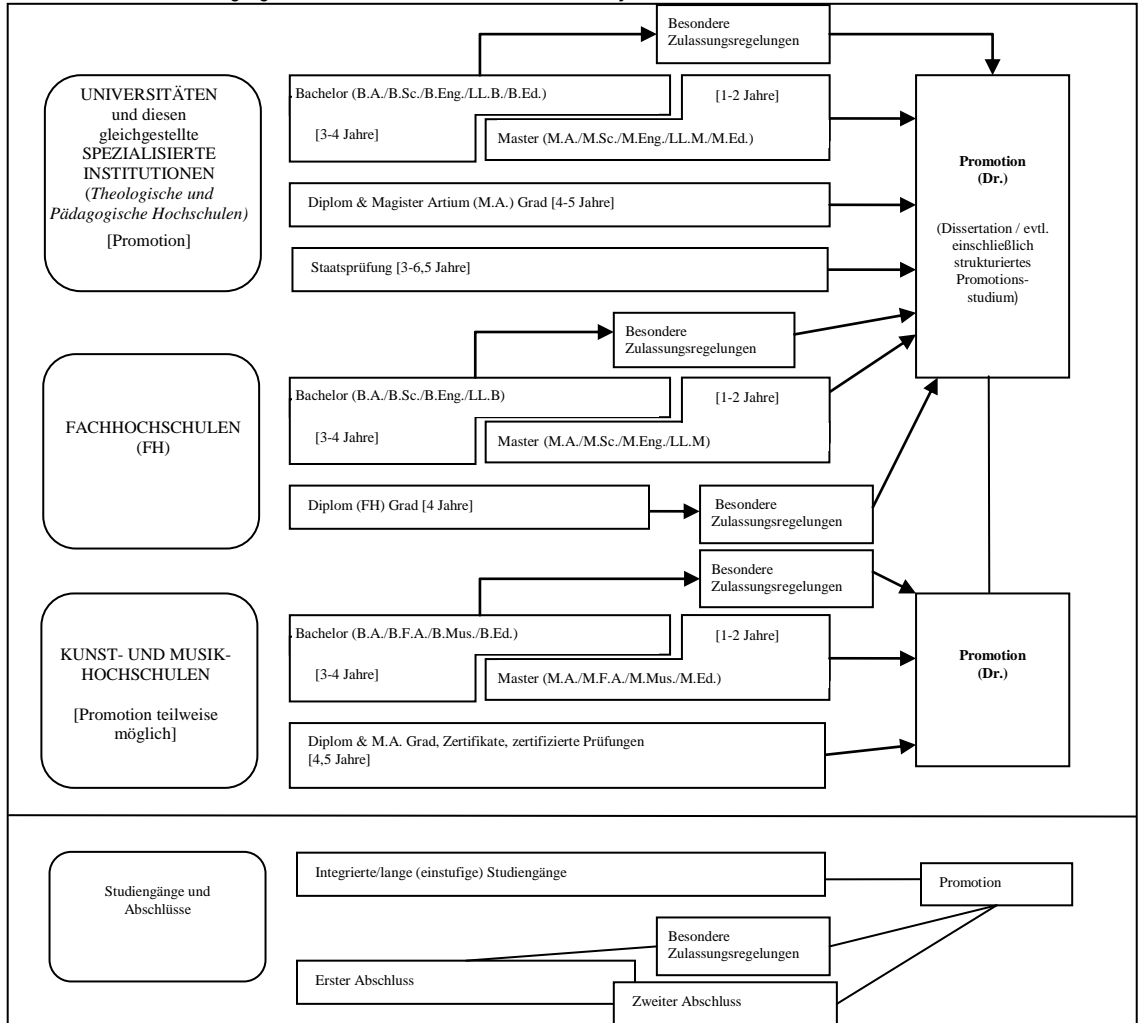 Besondere
Zulassungsregelungen
UNIVERSITÄTEN
und diesen
gleichgestellte
SPEZIALISIERTE
INSTITUTIONEN
(Theologische und
Pädagogische Hochschulen)
[Promotion]
Bachelor (B.A./B.Sc./B.Eng./LL.B./B.Ed.)
[3-4 Jahre]
[1-2 Jahre]
Master (M.A./M.Sc./M.Eng./LL.M./M.Ed.)
Diplom & Magister Artium (M.A.) Grad [4-5 Jahre]
Staatsprüfung [3-6,5 Jahre]
Promotion
(Dr.)
(Dissertation / evtl.
einschließlich
strukturiertes
Promotions-
studium)
Besondere
Zulassungsregelungen
FACHHOCHSCHULEN
(FH)
Bachelor (B.A./B.Sc./B.Eng./LL.B)
[3-4 Jahre]
[1-2 Jahre]
Master (M.A./M.Sc./M.Eng./LL.M)
Diplom (FH) Grad [4 Jahre]
Besondere
Zulassungsregelungen
Besondere
Zulassungsregelungen
KUNST- UND MUSIK-
HOCHSCHULEN
[Promotion teilweise
möglich]
Bachelor (B.A./B.F.A./B.Mus./B.Ed.)
[3-4 Jahre]
[1-2 Jahre]
Master (M.A./M.F.A./M.Mus./M.Ed.)
Diplom & M.A. Grad, Zertifikate, zertifizierte Prüfungen
[4,5 Jahre]
Promotion
(Dr.)
Studiengänge und
Abschlüsse
Integrierte/lange (einstufige) Studiengänge
Promotion
Besondere
Zulassungsregelungen
Erster Abschluss
Zweiter Abschluss